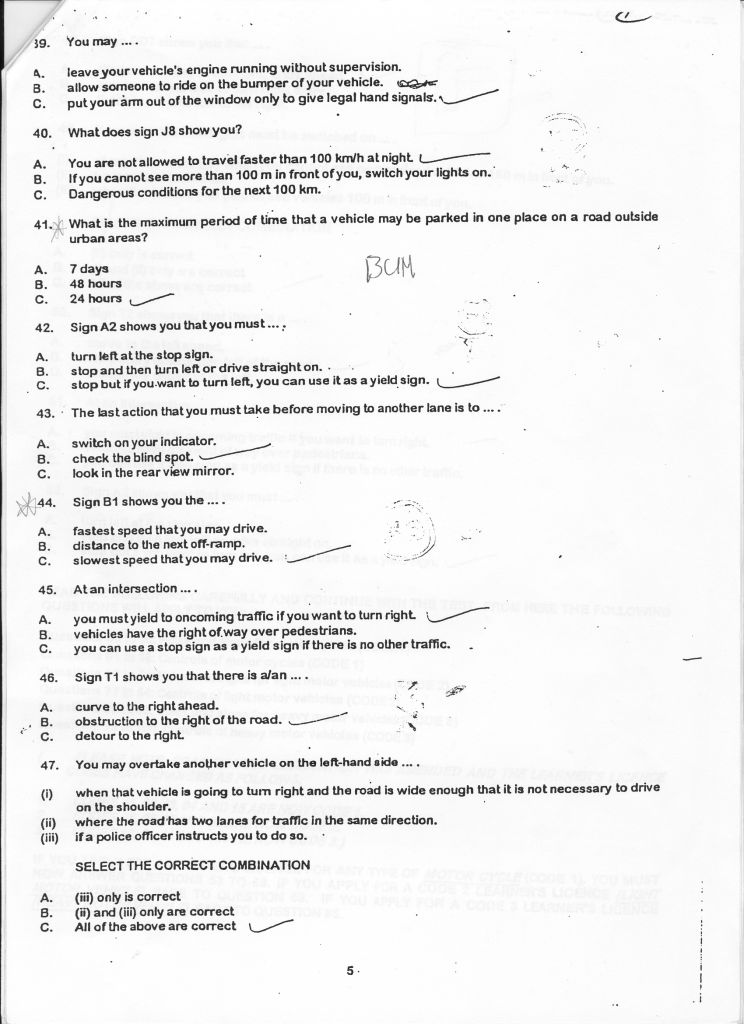 39. You may ....
A. leave your vehicle's engine running without supervision.
B. allow someone to ride on the bumper of your vehicle.
C. put your arm out of the window only to give legal hand signals.
40. What does sign J8 show you?
A. You are not allowed to travel faster than 100 km/h at night.
B. If you cannot see more than 100 m in front of you, switch your lights on.
C. Dangerous conditions for the next 100 km.
41. What is the maximum period of time that a vehicle may be parked in one place on a road outside
urban areas?
A. 7 days
B. 48 hours
C. 24 hours
42. Sign A2 shows you that you must ....
A. turn left at the stop sign.
B. stop and then turn left or drive straight on.
C. stop but if you want to turn left, you can use it as a yield sign.
43. The last action that you must take before moving to another lane is to ....
A. switch on your indicator.
B. check the blind spot.
C. look in the rear view mirror.
44. Sign B1 shows you the ....
A. fastest speed that you may drive.
B. distance to the next off-ramp.
C. slowest speed that you may drive.
45. At an intersection ....
A. you must yield to oncoming traffic if you want to turn right.
B. vehicles have the right of way over pedestrians.
C. you can use a stop sign as a yield sign if there is no other traffic.
46. Sign T1 shows you that there is a/an ....
A. curve to the right ahead.
B. obstruction to the right of the road.
C. detour to the right.
47. You may overtake another vehicle on the left-hand side ....
(i) when that vehicle is going to turn right and the road is wide enough that it is not necessary to drive
on the shoulder.
(ii) where the road has two lanes for traffic in the same direction.
(iii) if a police officer instructs you to do so.
SELECT THE CORRECT COMBINATION
A. (iii) only is correct
B. (ii) and (iii) only are correct
C. All of the above are correct
5